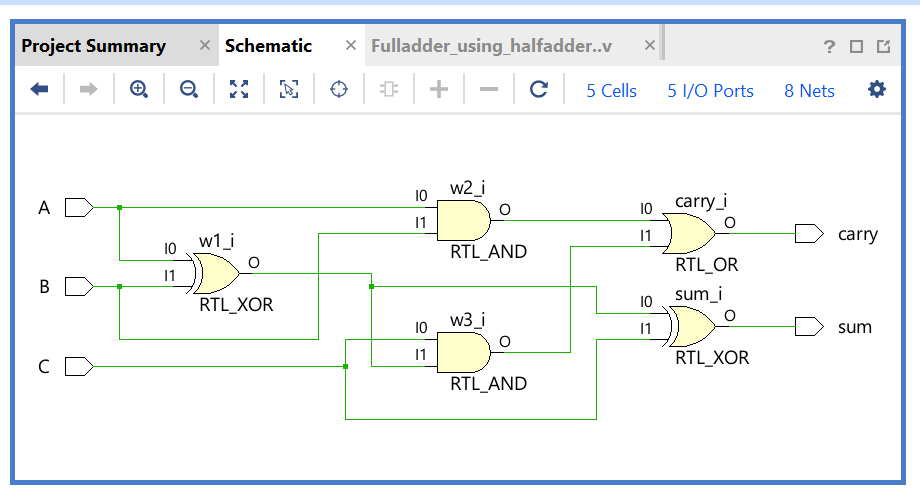 Project Summary × Schematic × Fulladder_using_halfadder..v × ?
5 Cells 5 I/O Ports 8 Nets
A
B
C
I0
I1
w1_i
O
RTL_XOR
I0
I1
w2_i
O
RTL_AND
I0
I1
w3_i
O
RTL_AND
I0
I1
carry_i
O
RTL_OR
I0
I1
sum_i
O
RTL_XOR
carry
sum